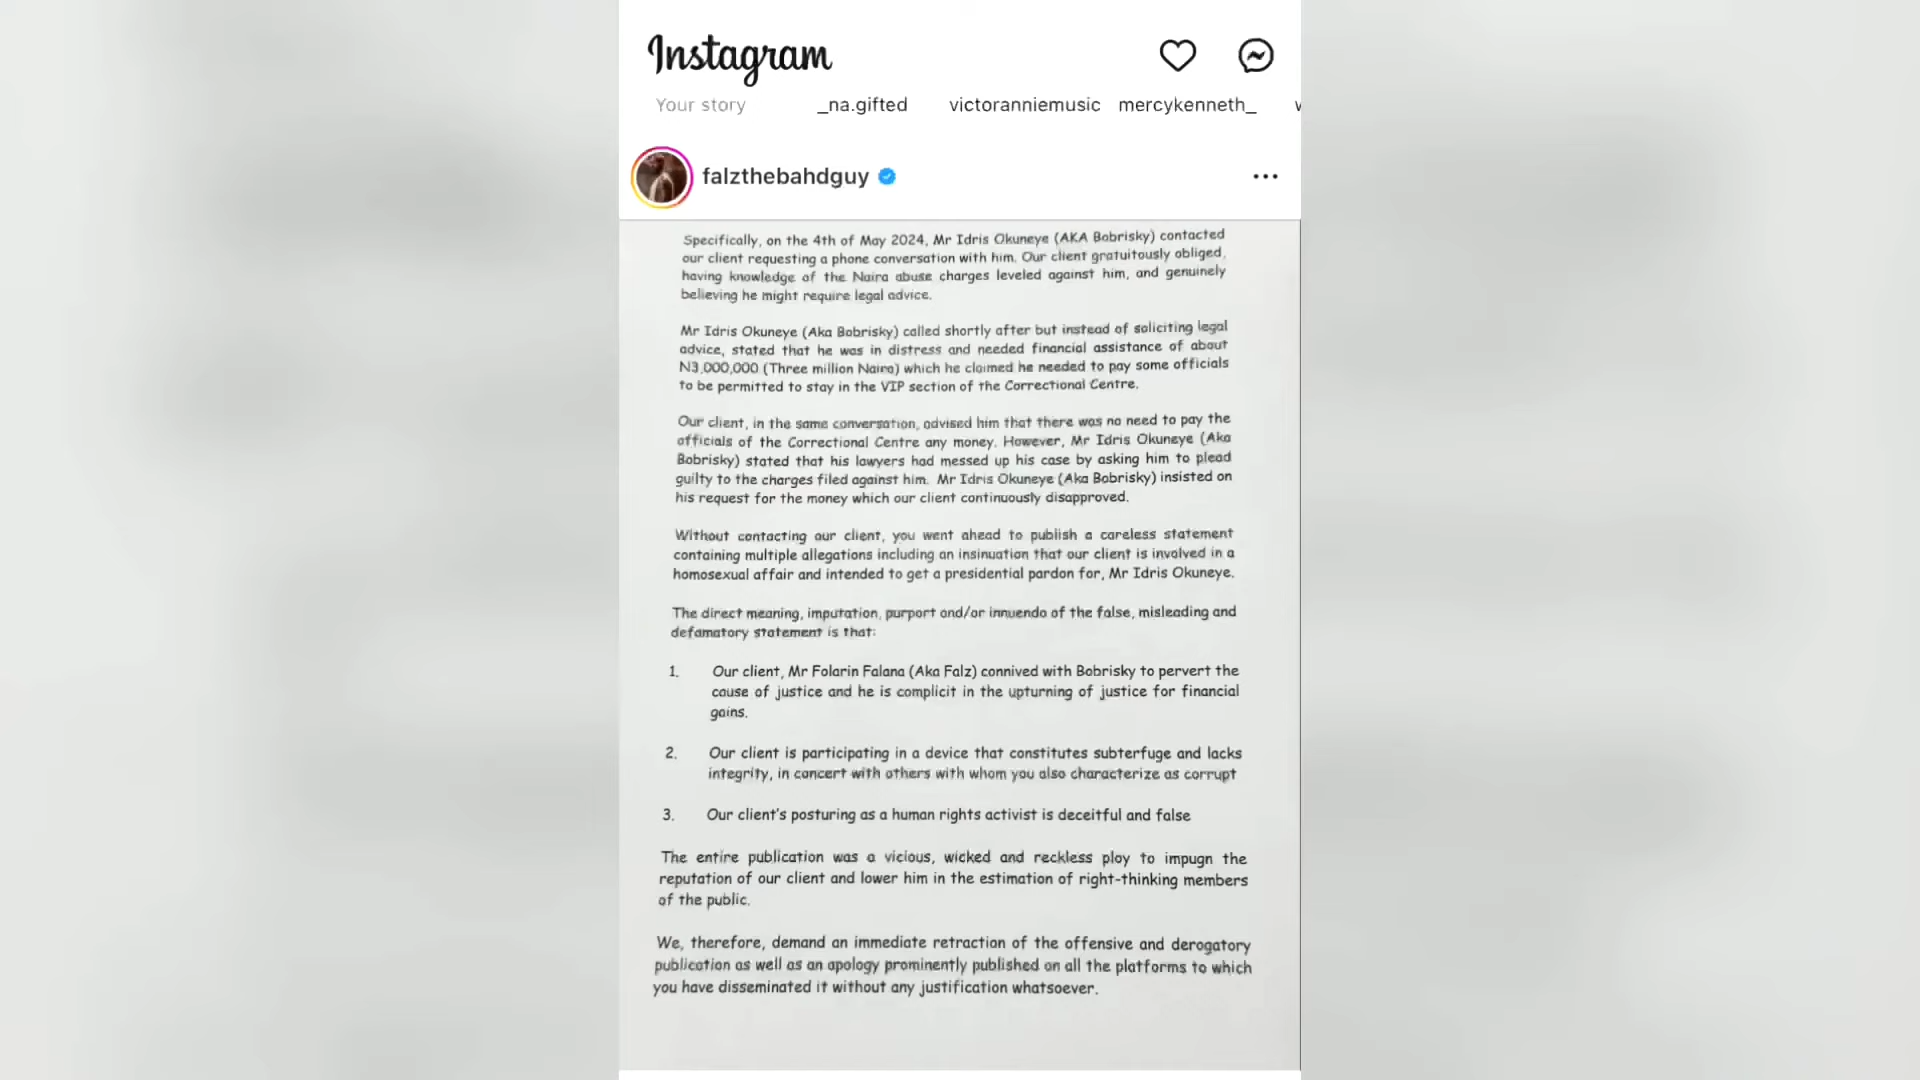 Instagram
Your story
_na.gifted
victoranniemusic
mercykenneth_
falzthebahdguy
Specifically, on the 4th of May 2024, Mr Idris Okuneye (AKA Bobrisky) contacted
our client requesting a phone conversation with him. Our client gratuitously obliged,
having knowledge of the Naira abuse charges leveled against him, and genuinely
believing he might require legal advice.
Mr Idris Okuneye (Aka Bobrisky) called shortly after but instead of soliciting legal
advice, stated that he was in distress and needed financial assistance of about
N3,000,000 (Three million Naira) which he claimed he needed to pay some officials
to be permitted to stay in the VIP section of the Correctional Centre.
Our client, in the same conversation, advised him that there was no need to pay the
officials of the Correctional Centre any money. However, Mr Idris Okuneye (Aka
Bobrisky) stated that his lawyers had messed up his case by asking him to plead
guilty to the charges filed against him. Mr Idris Okuneye (Aka Bobrisky) insisted on
his request for the money which our client continuously disapproved.
Without contacting our client, you went ahead to publish a careless statement
containing multiple allegations including an insinuation that our client is involved in a
homosexual affair and intended to get a presidential pardon for, Mr Idris Okuneye.
The direct meaning, imputation, purport and/or innuendo of the false, misleading and
defamatory statement is that:
1. Our client, Mr Folarin Falana (Aka Falz) connived with Bobrisky to pervert the
cause of justice and he is complicit in the upturning of justice for financial
gains.
2. Our client is participating in a device that constitutes subterfuge and lacks
integrity, in concert with others with whom you also characterize as corrupt
3. Our client's posturing as a human rights activist is deceitful and false
The entire publication was a vicious, wicked and reckless ploy to impugn the
reputation of our client and lower him in the estimation of right-thinking members
of the public.
We, therefore, demand an immediate retraction of the offensive and derogatory
publication as well as an apology prominently published on all the platforms to which
you have disseminated it without any justification whatsoever.